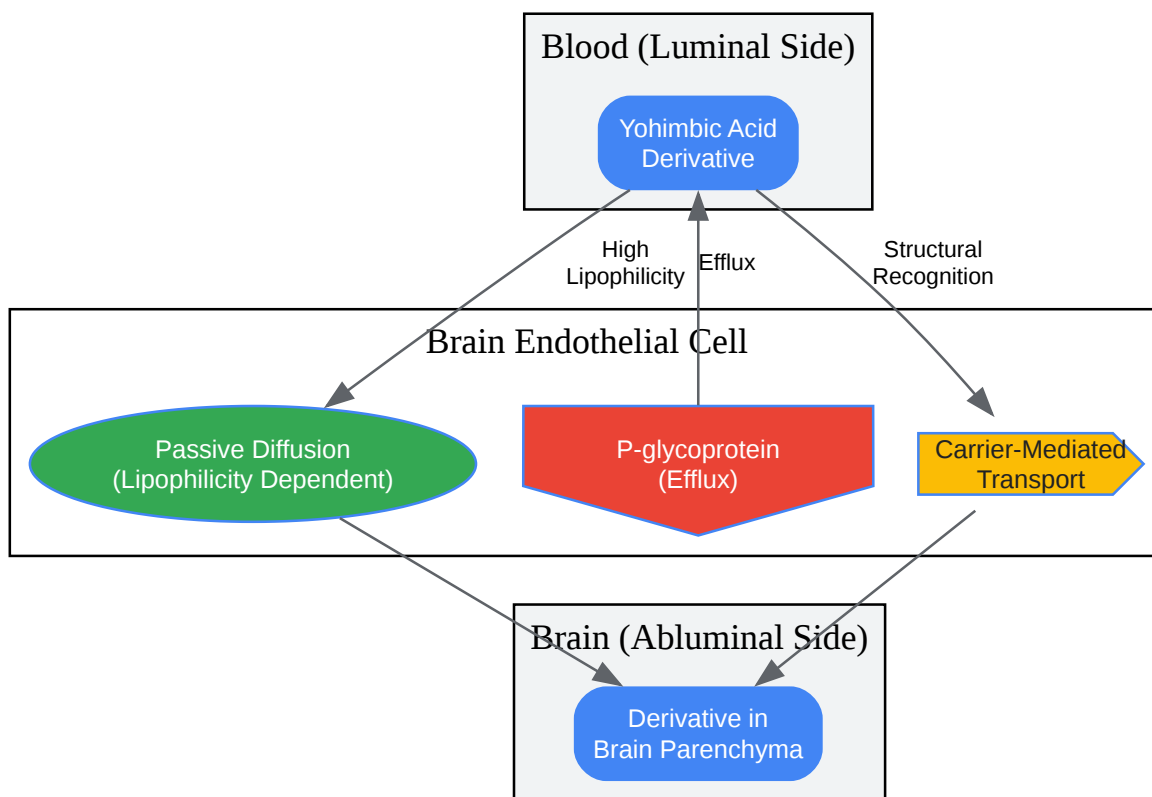 Blood (Luminal Side)
Yohimbic Acid
Derivative
High
Lipophilicity
Efflux
Structural
Recognition
Brain Endothelial Cell
Passive Diffusion
(Lipophilicity Dependent)
P-glycoprotein
(Efflux)
Carrier-Mediated
Transport
Brain (Abluminal Side)
Derivative in
Brain Parenchyma